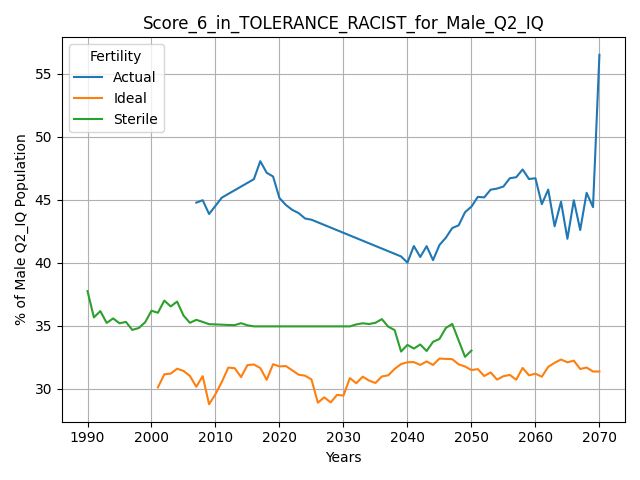 Score_6_in_TOLERANCE_RACIST_for_Male_Q2_IQ
Fertility
Actual
Ideal
Sterile
% of Male Q2_IQ Population
55
50
45
40
35
30
1990 2000 2010 2020 2030 2040 2050 2060 2070
Years